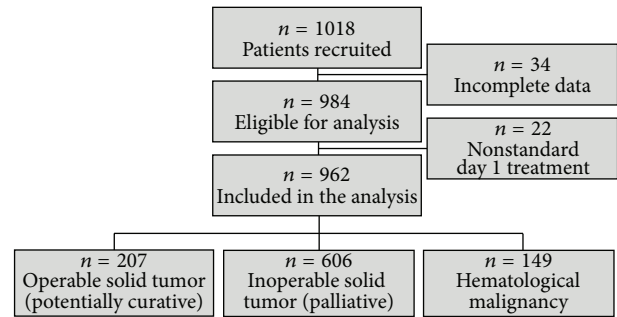 n = 1018
Patients recruited
n = 34
Incomplete data
n = 984
Eligible for analysis
n = 22
Nonstandard
day 1 treatment
n = 962
Included in the analysis
n = 207
Operable solid tumor
(potentially curative)
n = 606
Inoperable solid
tumor (palliative)
n = 149
Hematological
malignancy